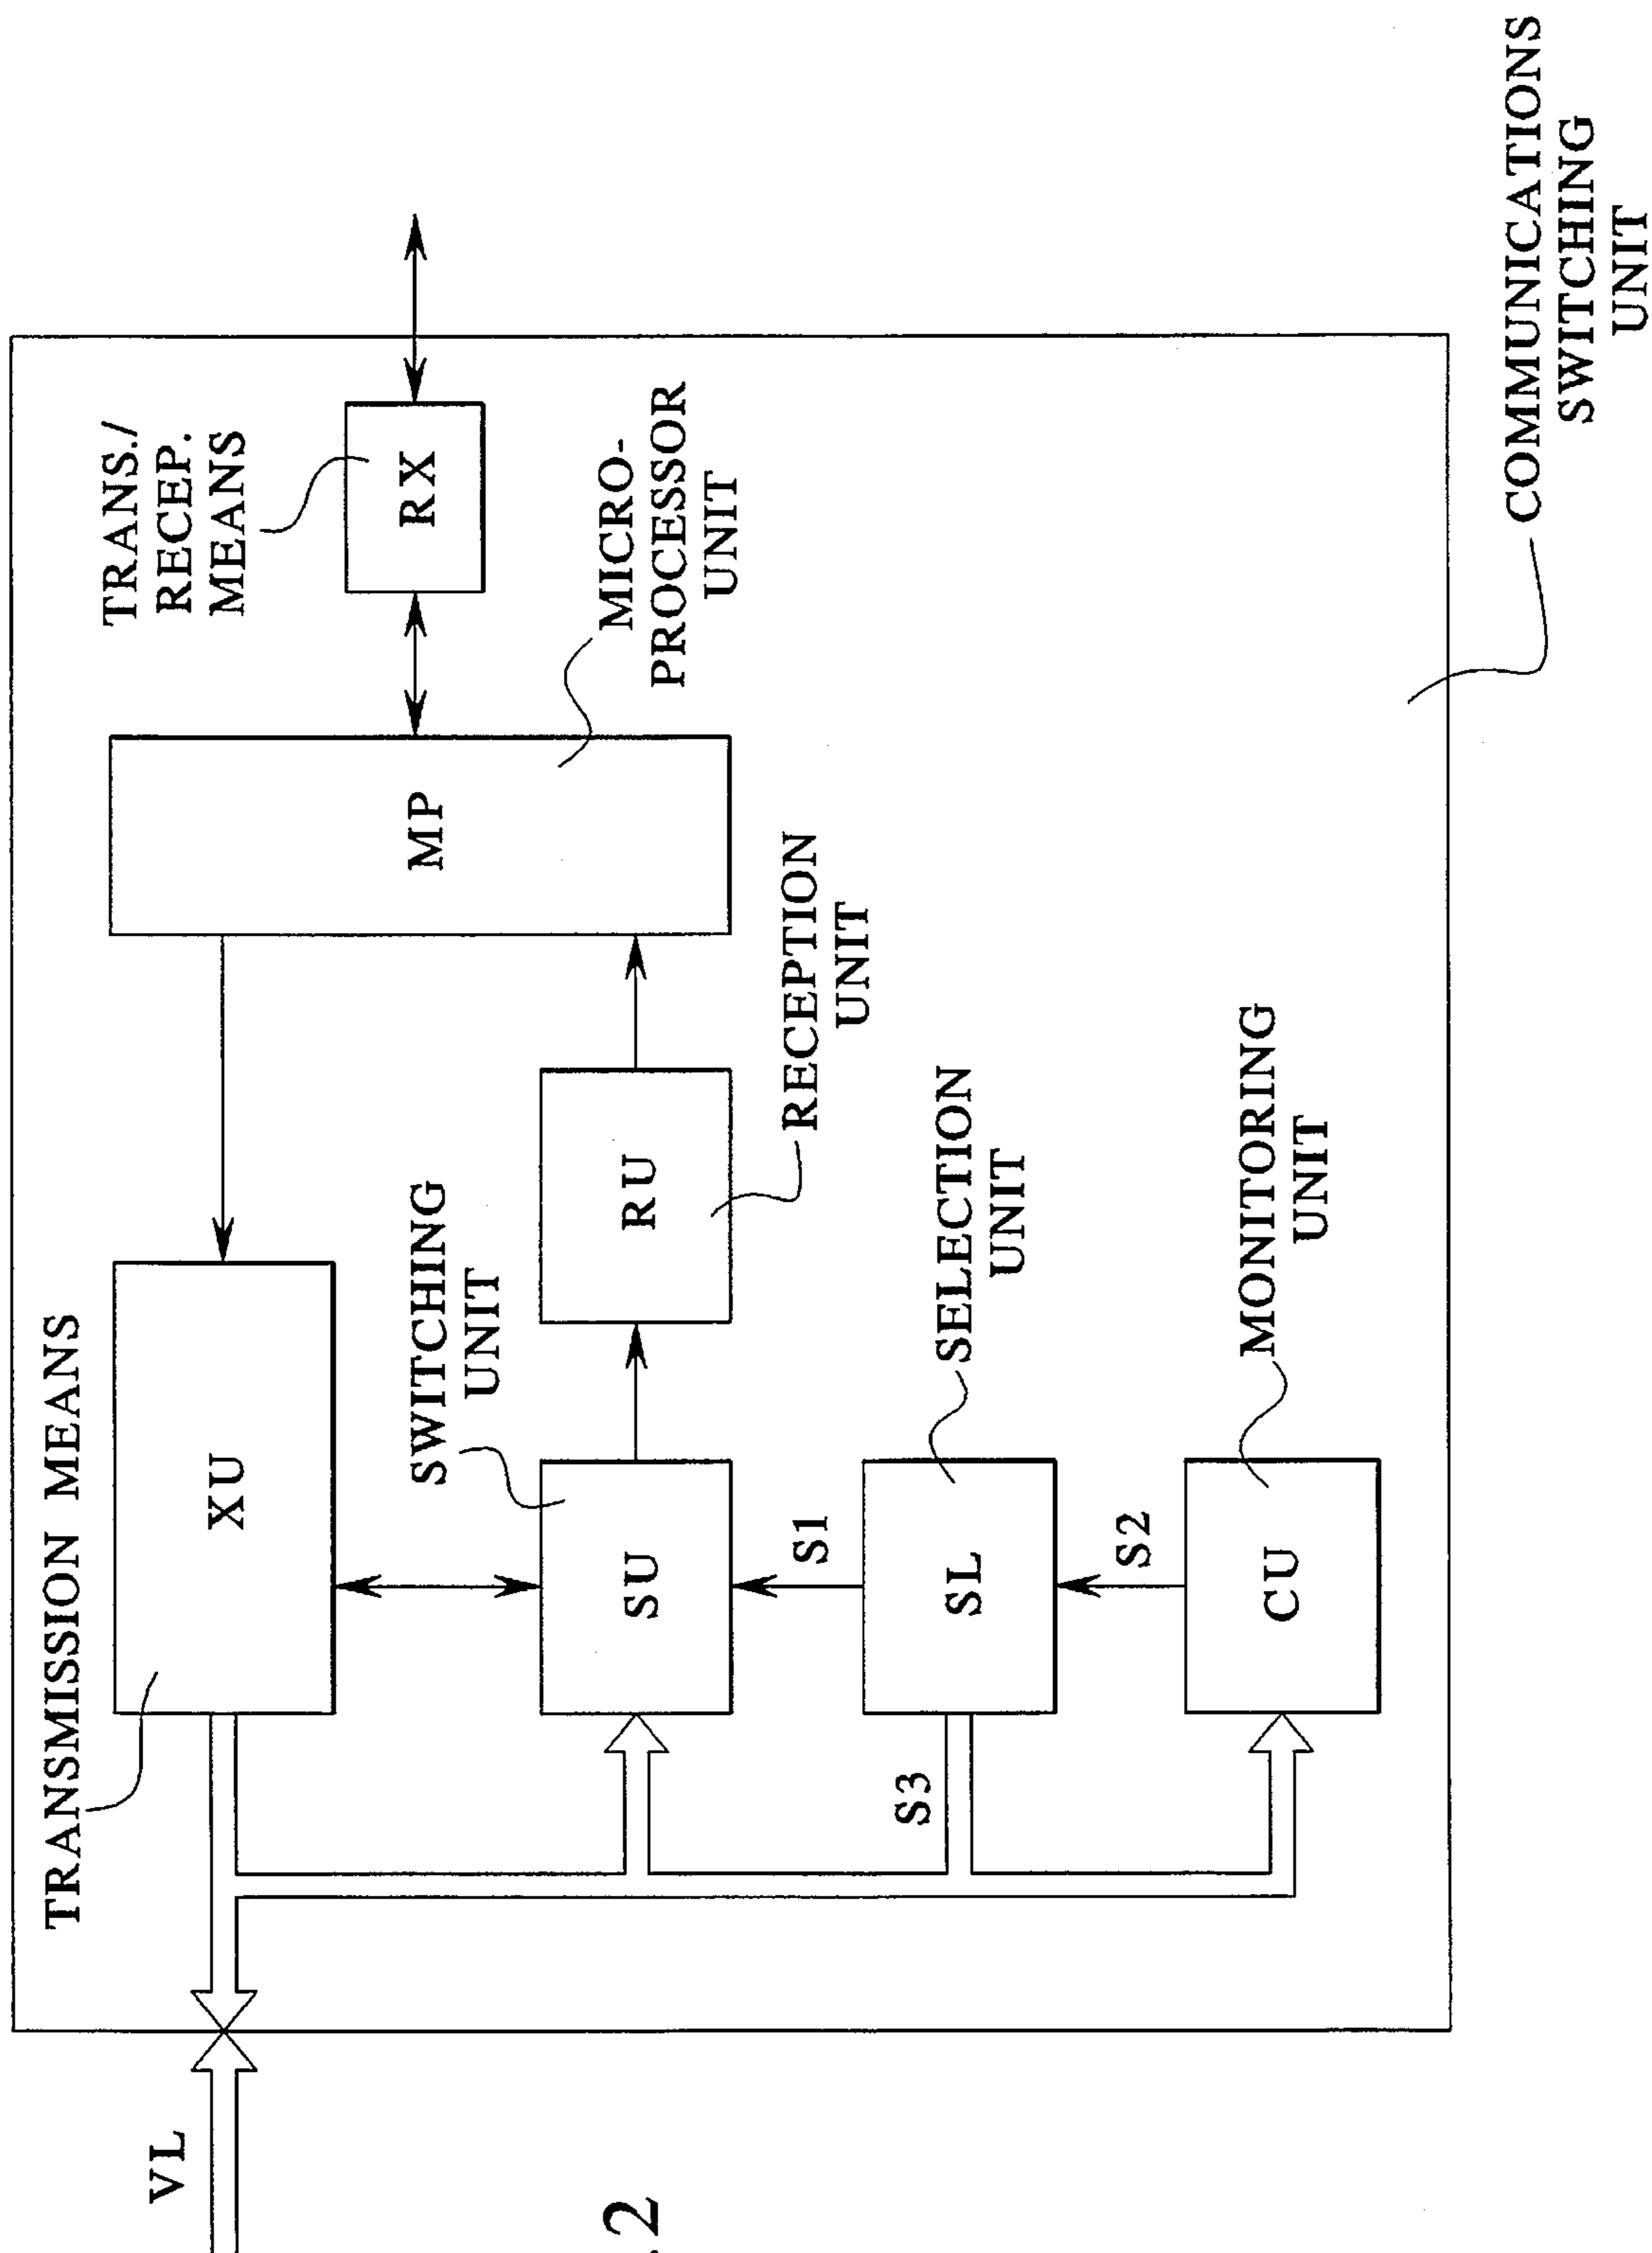 TRANSMISSION MEANS
XU
TRANS./
RECEP.
MEANS
RX
MICRO-
PROCESSOR
UNIT
MP
SWITCHING
UNIT
SU
RU
RECEPTION
UNIT
S1
SL
SELECTION
UNIT
S2
S3
CU
MONITORING
UNIT
VL
.2
COMMUNICATIONS
SWITCHING
UNIT